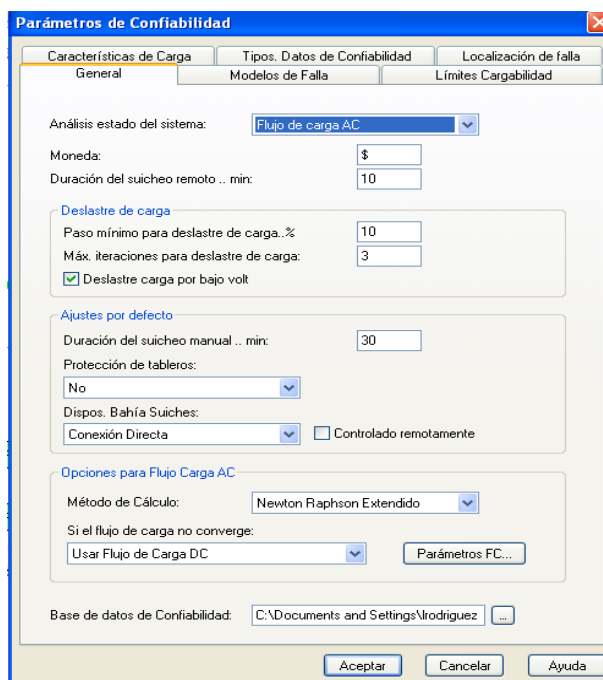 Parámetros de Confiabilidad
Características de Carga Tipos. Datos de Confiabilidad Localización de falla
General Modelos de Falla Límites Cargabilidad
Análisis estado del sistema: Flujo de carga AC
Moneda: $
Duración del suicheo remoto .. min: 10
Deslastre de carga
Paso mínimo para deslastre de carga..% 10
Máx. iteraciones para deslastre de carga: 3
Deslastre carga por bajo volt
Ajustes por defecto
Duración del suicheo manual .. min: 30
Protección de tableros:
No
Dispos. Bahía Suiches:
Conexión Directa Controlado remotamente
Opciones para Flujo Carga AC
Método de Cálculo: Newton Raphson Extendido
Si el flujo de carga no converge:
Usar Flujo de Carga DC Parámetros FC...
Base de datos de Confiabilidad: C:\Documents and Settings\lrodriguez ...
Aceptar Cancelar Ayuda